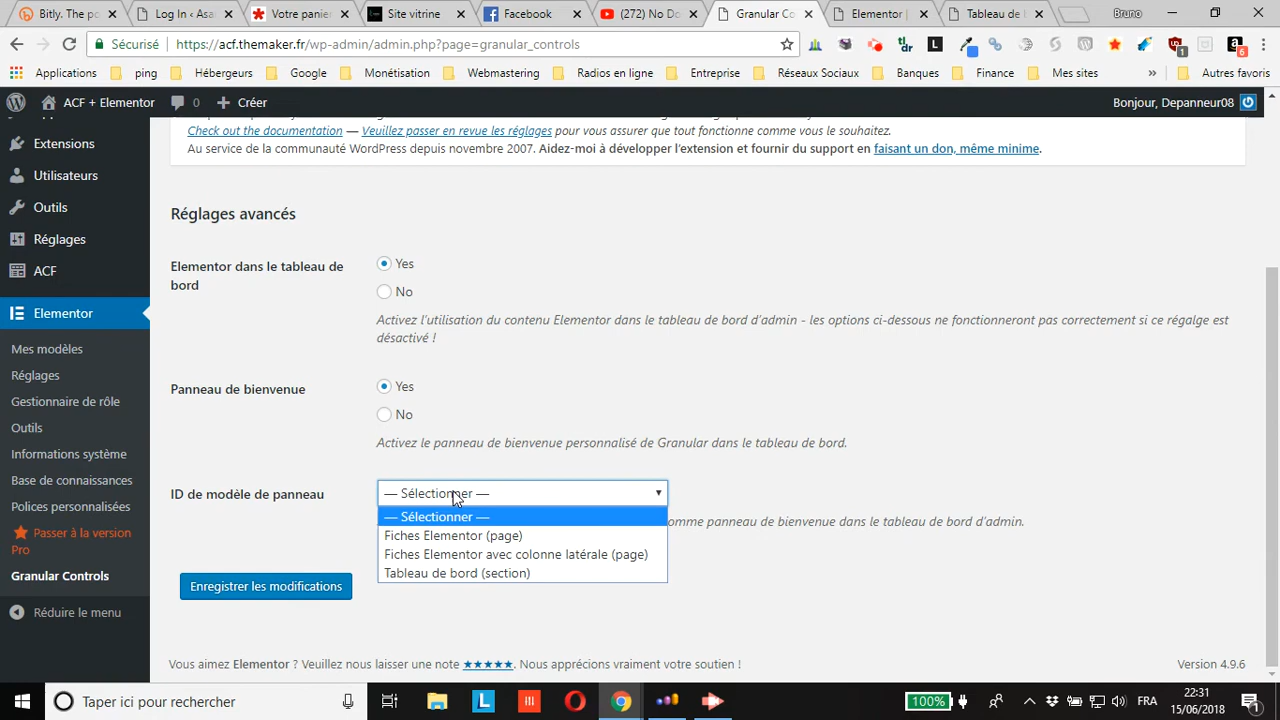 Bitly. The po
Log In ‹ Asa
Votre panier
Site vitrine
Facebook
(272) No Do
Granular Co
Elementor |
Tableau de b
Bruno
Sécurisé
https://acf.themaker.fr/wp-admin/admin.php?page=granular_controls
1
6
Applications
ping
Hébergeurs
Google
Monétisation
Webmastering
Radios en ligne
Entreprise
Réseaux Sociaux
Banques
Finance
Mes sites
»
Autres favoris
ACF + Elementor
0
Créer
Bonjour, Depanneur08
Check out the documentation — Veuillez passer en revue les réglages pour vous assurer que tout fonctionne comme vous le souhaitez.
Au service de la communauté WordPress depuis novembre 2007. Aidez-moi à développer l'extension et fournir du support en faisant un don, même minime.
Extensions
Utilisateurs
Outils
Réglages
ACF
Elementor
Mes modèles
Réglages
Gestionnaire de rôle
Outils
Informations système
Base de connaissances
Polices personnalisées
Passer à la version
Pro
Granular Controls
Réduire le menu
Réglages avancés
Elementor dans le tableau de
bord
Yes
No
Activez l'utilisation du contenu Elementor dans le tableau de bord d'admin - les options ci-dessous ne fonctionneront pas correctement si ce régalge est
désactivé !
Panneau de bienvenue
Yes
No
Activez le panneau de bienvenue personnalisé de Granular dans le tableau de bord.
ID de modèle de panneau
— Sélectionner —
— Sélectionner —
omme panneau de bienvenue dans le tableau de bord d'admin.
Fiches Elementor (page)
Fiches Elementor avec colonne latérale (page)
Tableau de bord (section)
Enregistrer les modifications
Vous aimez Elementor ? Veuillez nous laisser une note ★★★★★. Nous apprécions vraiment votre soutien !
Version 4.9.6
Taper ici pour rechercher
100%
FRA
22:31
15/06/2018
1